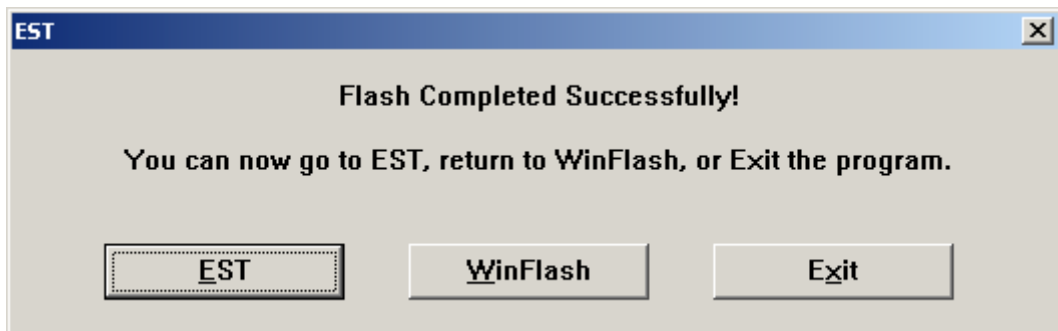 EST
Flash Completed Successfully!
You can now go to EST, return to WinFlash, or Exit the program.
EST WinFlash Exit